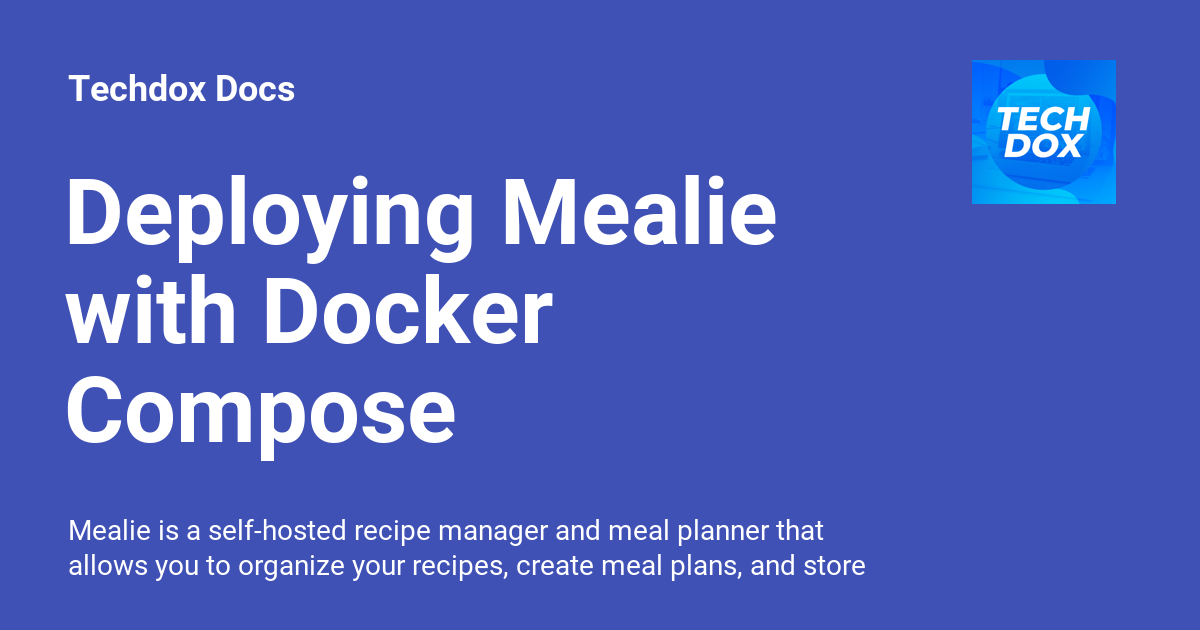 Techdox Docs
TECH
DOX
Deploying Mealie
with Docker
Compose
Mealie is a self-hosted recipe manager and meal planner that
allows you to organize your recipes, create meal plans, and store